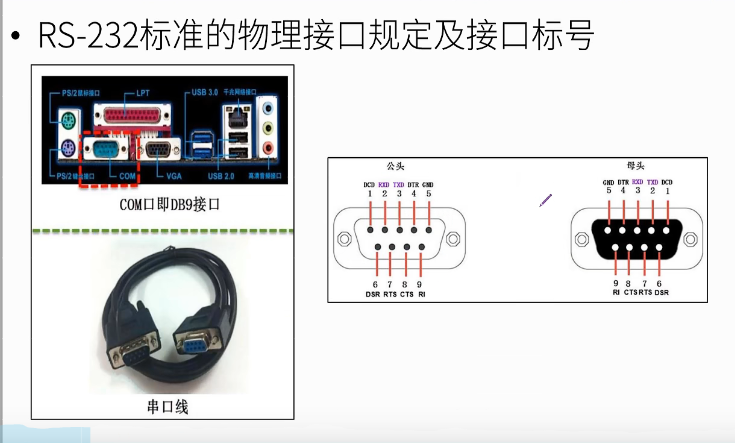 • RS-232标准的物理接口规定及接口标号
PS/2鼠标接口
LPT
USB 3.0
千兆网络接口
PS/2键盘接口
COM
VGA
USB 2.0
高清音频接口
COM口即DB9接口
串口线
公头
DCD RXD TXD DTR GND
1 2 3 4 5
6 7 8 9
DSR RTS CTS RI
母头
GND DTR RXD TXD DCD
5 4 3 2 1
9 8 7 6
RI CTS RTS DSR